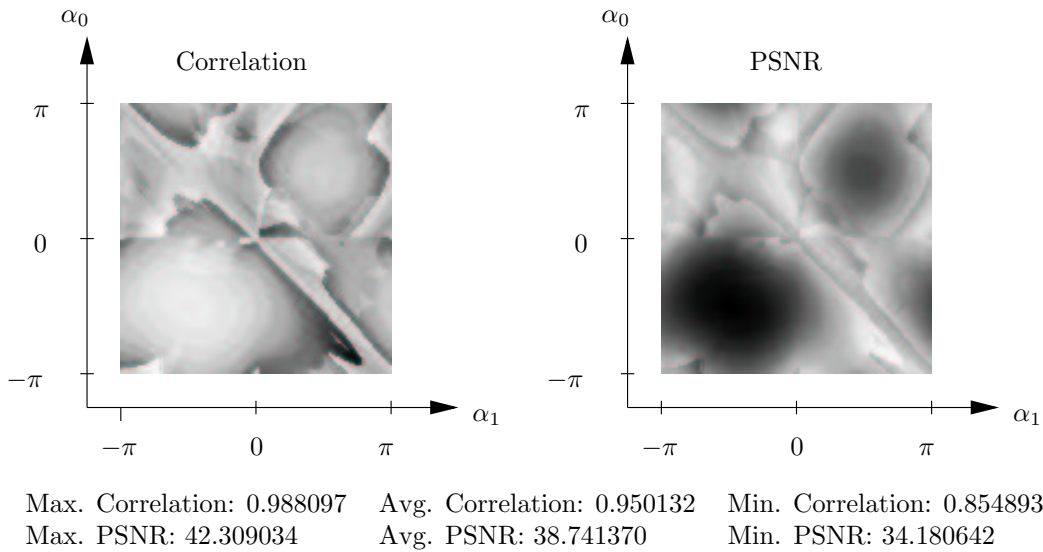 α₀ α₀
Correlation PSNR
π π
0 0
−π −π
α₁ α₁
−π 0 π −π 0 π
Max. Correlation: 0.988097 Avg. Correlation: 0.950132 Min. Correlation: 0.854893
Max. PSNR: 42.309034 Avg. PSNR: 38.741370 Min. PSNR: 34.180642